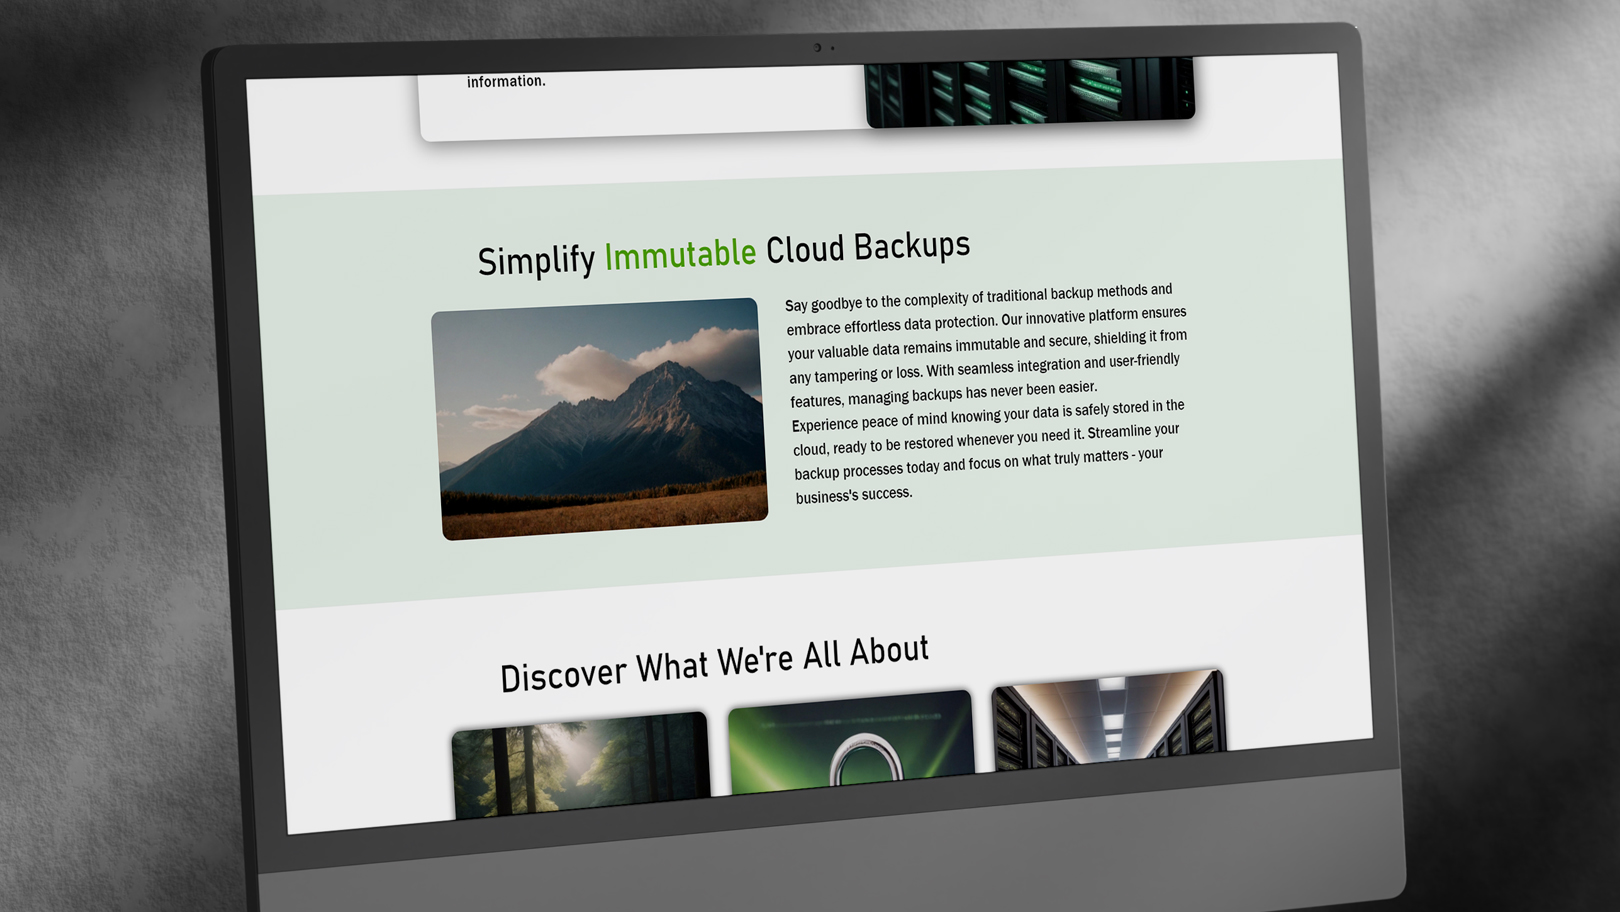 information.
Simplify Immutable Cloud Backups
Say goodbye to the complexity of traditional backup methods and
embrace effortless data protection. Our innovative platform ensures
your valuable data remains immutable and secure, shielding it from
any tampering or loss. With seamless integration and user-friendly
features, managing backups has never been easier.
Experience peace of mind knowing your data is safely stored in the
cloud, ready to be restored whenever you need it. Streamline your
backup processes today and focus on what truly matters - your
business's success.
Discover What We're All About